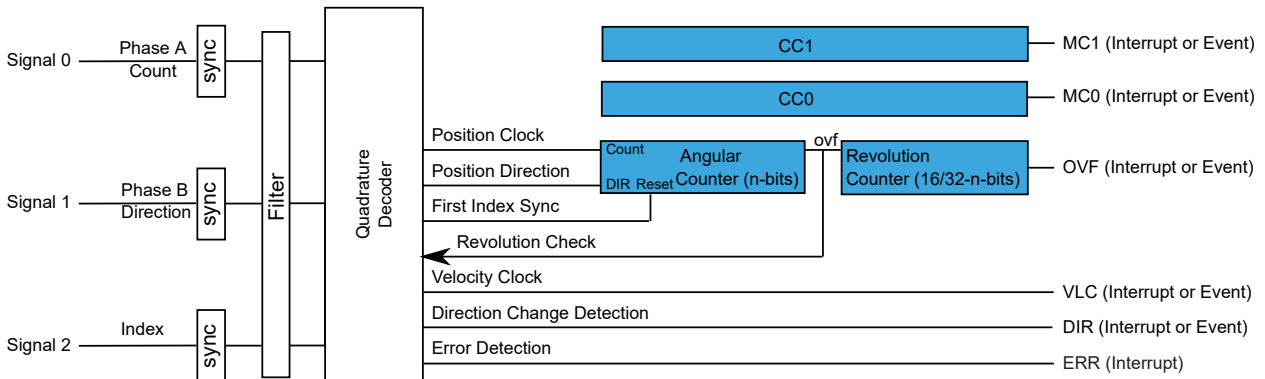 Signal 0
Phase A
Count
sync
Signal 1
Phase B
Direction
sync
Signal 2
Index
sync
Filter
Quadrature
Decoder
CC1
MC1 (Interrupt or Event)
CC0
MC0 (Interrupt or Event)
Position Clock
Position Direction
First Index Sync
Revolution Check
Velocity Clock
Direction Change Detection
Error Detection
Count
Angular
DIR Reset Counter (n-bits)
ovf
Revolution
Counter (16/32-n-bits)
OVF (Interrupt or Event)
VLC (Interrupt or Event)
DIR (Interrupt or Event)
ERR (Interrupt)